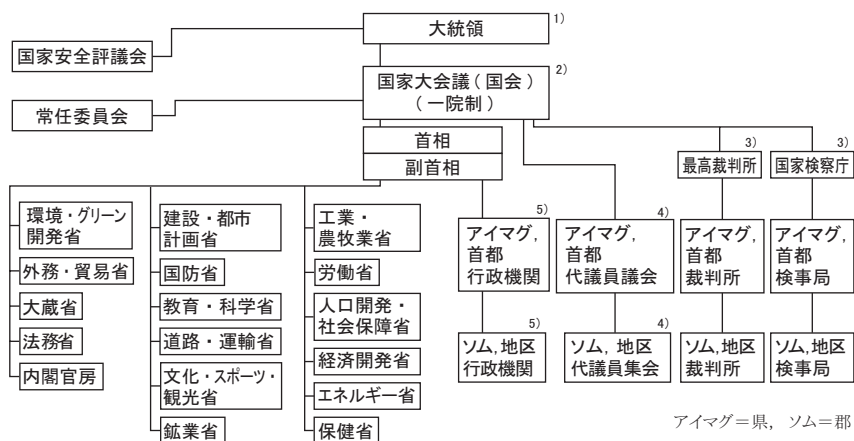 大統領 1)
国家安全評議会
国家大会議(国会) 2)
(一院制)
常任委員会
首相
副首相
最高裁判所 3)
国家検察庁 3)
環境・グリーン
開発省
外務・貿易省
大蔵省
法務省
内閣官房
建設・都市
計画省
国防省
教育・科学省
道路・運輸省
文化・スポーツ・
観光省
鉱業省
工業・
農牧業省
労働省
人口開発・
社会保障省
経済開発省
エネルギー省
保健省
5)
アイマグ,
首都
行政機関
4)
アイマグ,
首都
代議員議会
アイマグ,
首都
裁判所
アイマグ,
首都
検事局
5)
ソム,地区
行政機関
4)
ソム,地区
代議員集会
ソム,地区
裁判所
ソム,地区
検事局
アイマグ=県, ソム=郡